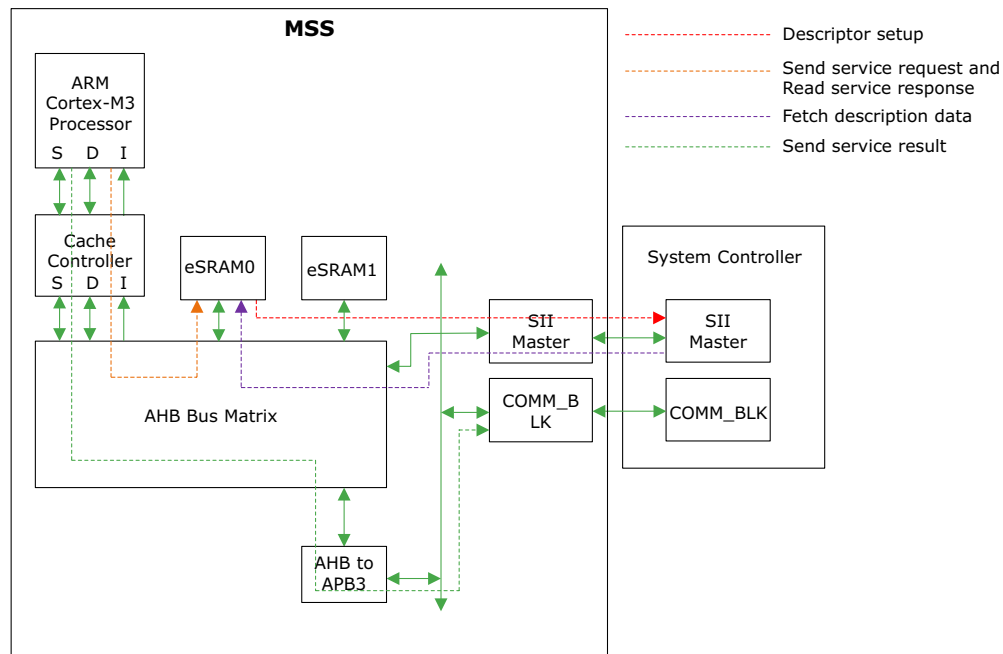 MSS
Descriptor setup
Send service request and
Read service response
Fetch description data
Send service result
ARM
Cortex-M3
Processor
S D I
Cache
Controller
S D I
eSRAM0
eSRAM1
System Controller
SII
Master
SII
Master
AHB Bus Matrix
COMM_B
LK
COMM_BLK
AHB to
APB3